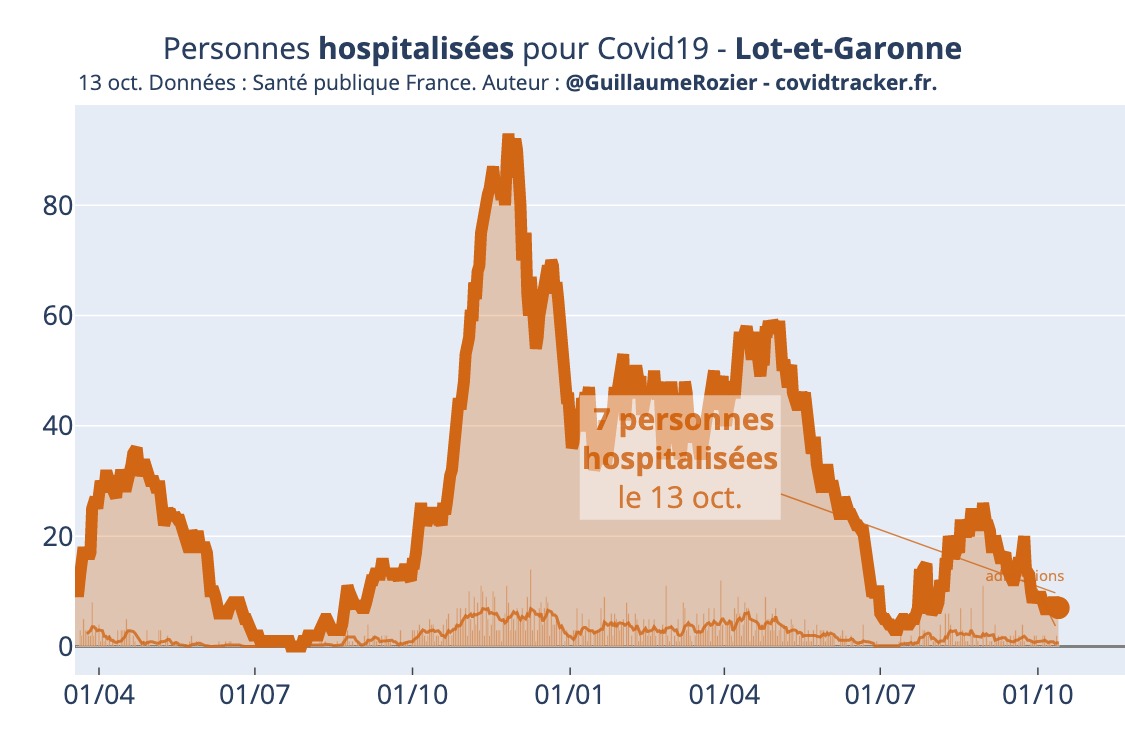 Personnes hospitalisées pour Covid19 - Lot-et-Garonne
13 oct. Données : Santé publique France. Auteur : @GuillaumeRozier - covidtracker.fr.
80
60
40
20
0
7 personnes
hospitalisées
le 13 oct.
admissions
01/04
01/07
01/10
01/01
01/04
01/07
01/10